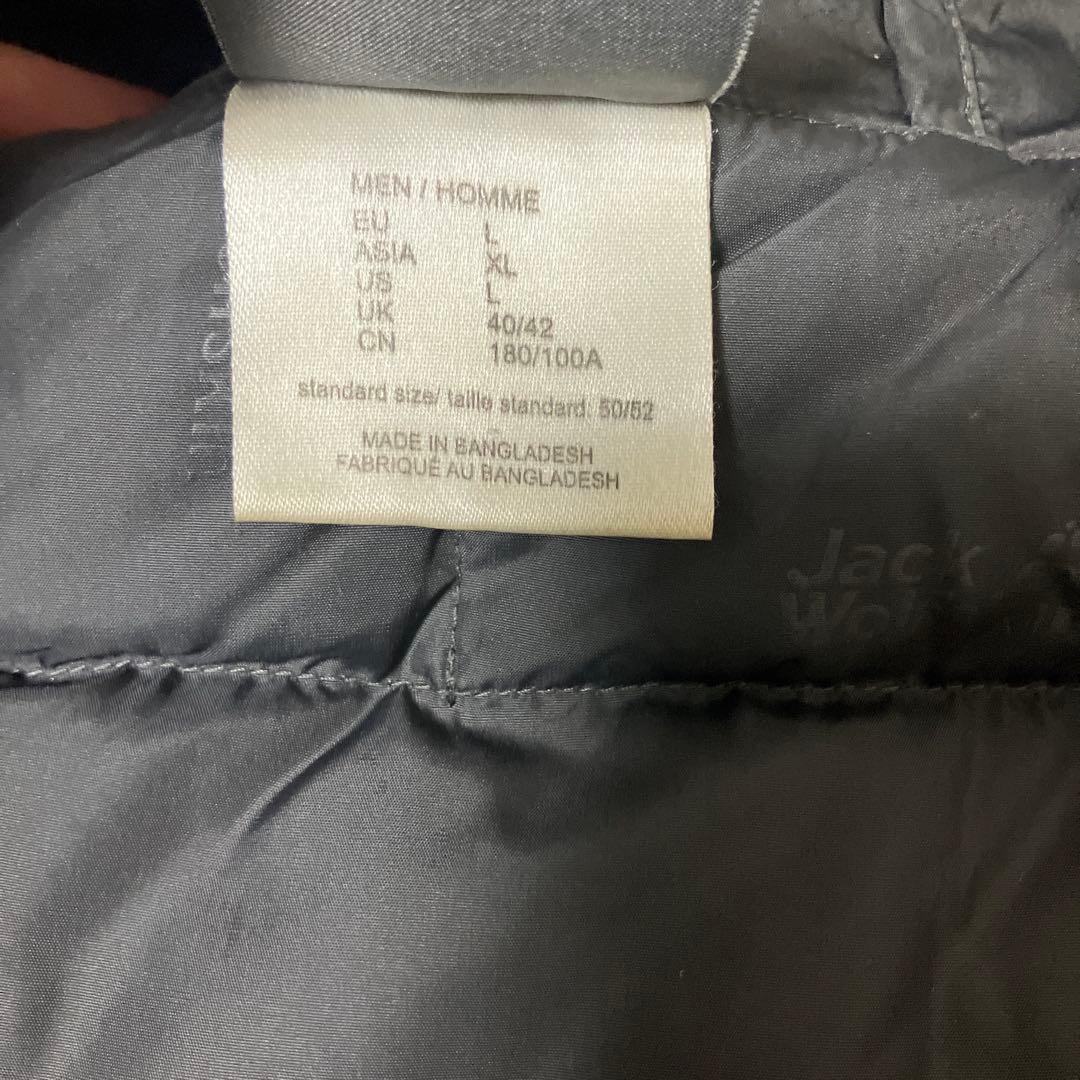 MEN / HOMME
EU L
ASIA XL
US L
UK 40/42
CN 180/100A
standard size/ taille standard: 50/52
MADE IN BANGLADESH
FABRIQUÉ AU BANGLADESH
Jack